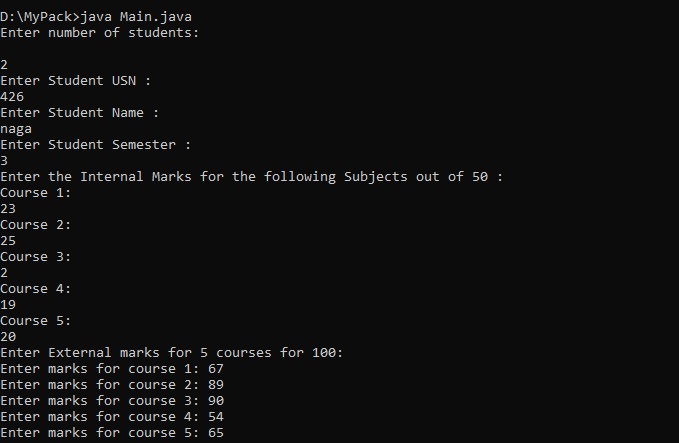 D:\MyPack>java Main.java
Enter number of students:
2
Enter Student USN :
426
Enter Student Name :
naga
Enter Student Semester :
3
Enter the Internal Marks for the following Subjects out of 50 :
Course 1:
23
Course 2:
25
Course 3:
2
Course 4:
19
Course 5:
20
Enter External marks for 5 courses for 100:
Enter marks for course 1: 67
Enter marks for course 2: 89
Enter marks for course 3: 90
Enter marks for course 4: 54
Enter marks for course 5: 65